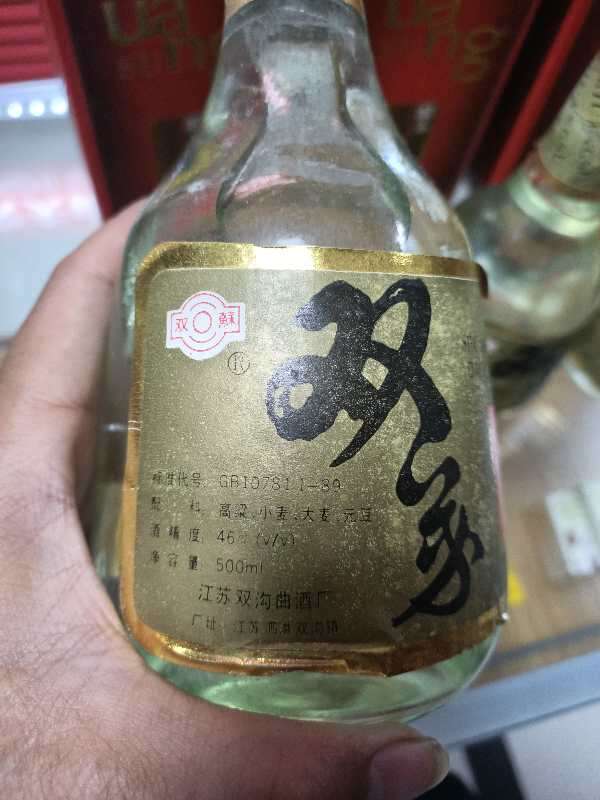 双 蘇
®
双
标准代号: GB10781.1-89
配 料: 高粱、小麦、大麦、元豆
酒精度: 46%(v/v)
净容量: 500ml
江苏双沟曲酒厂
厂址: 江苏泗洪双沟镇